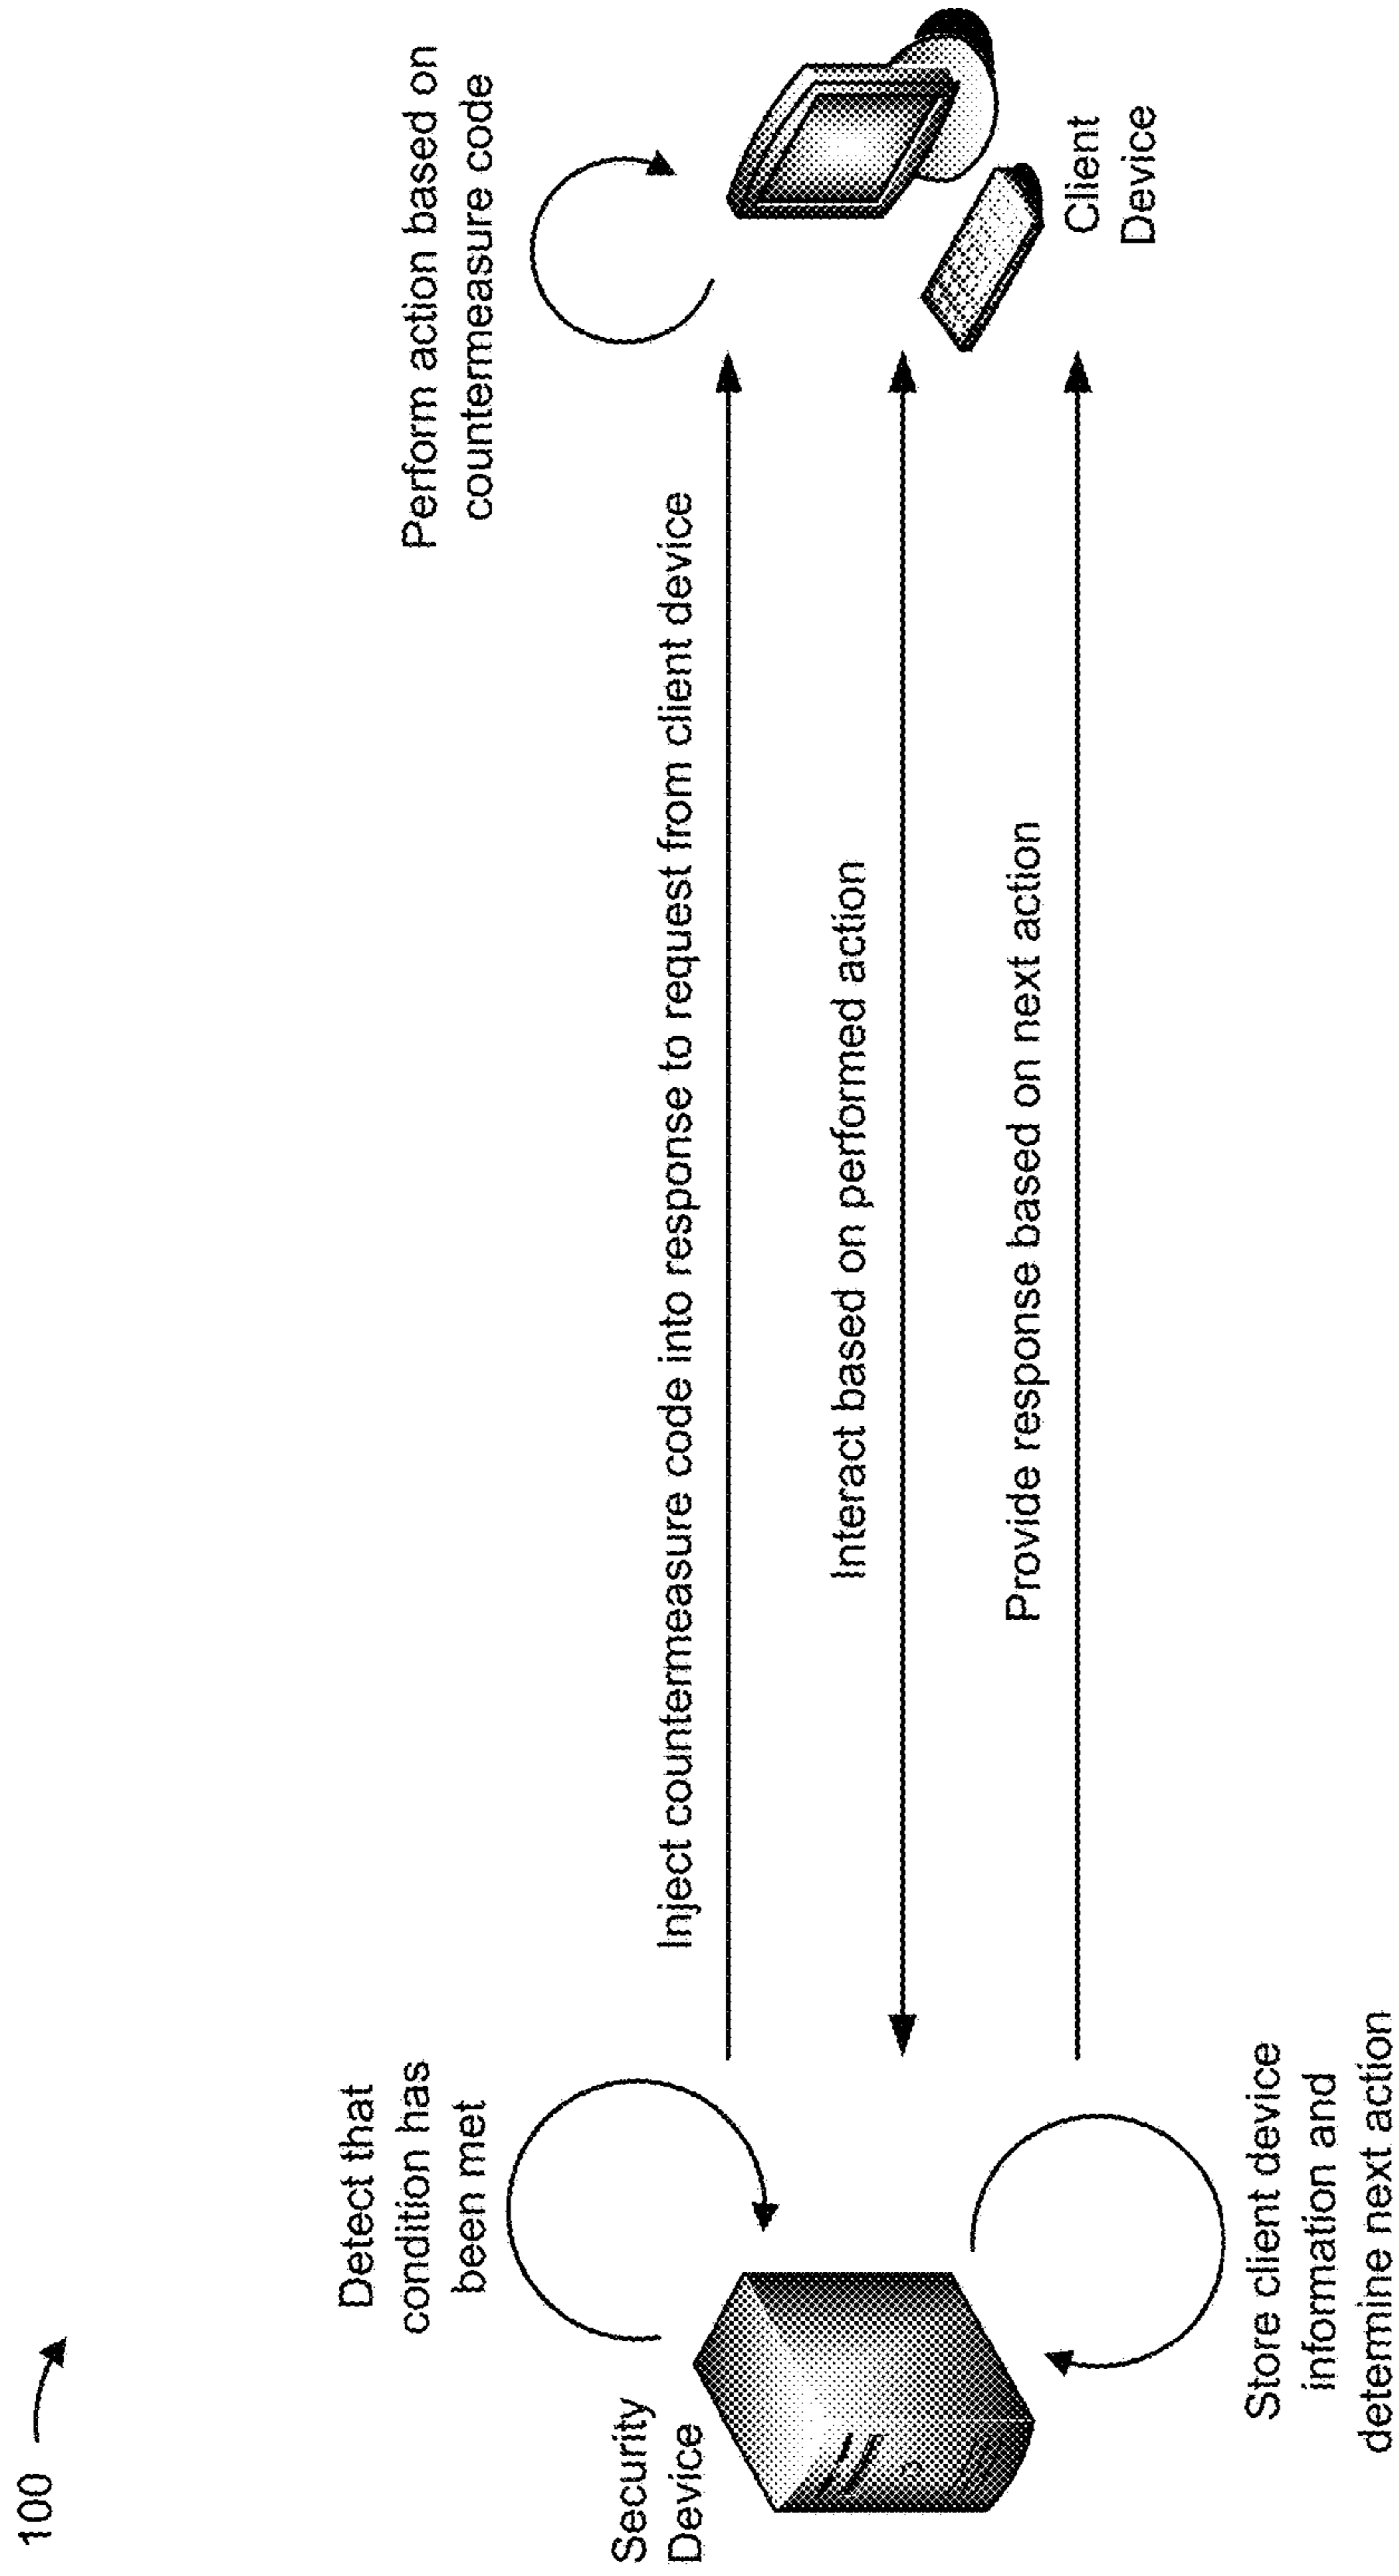 100
Detect that
condition has
been met
Perform action based on
countermeasure code
Security
Device
Inject countermeasure code into response to request from client device
Interact based on performed action
Provide response based on next action
Client
Device
Store client device
information and
determine next action